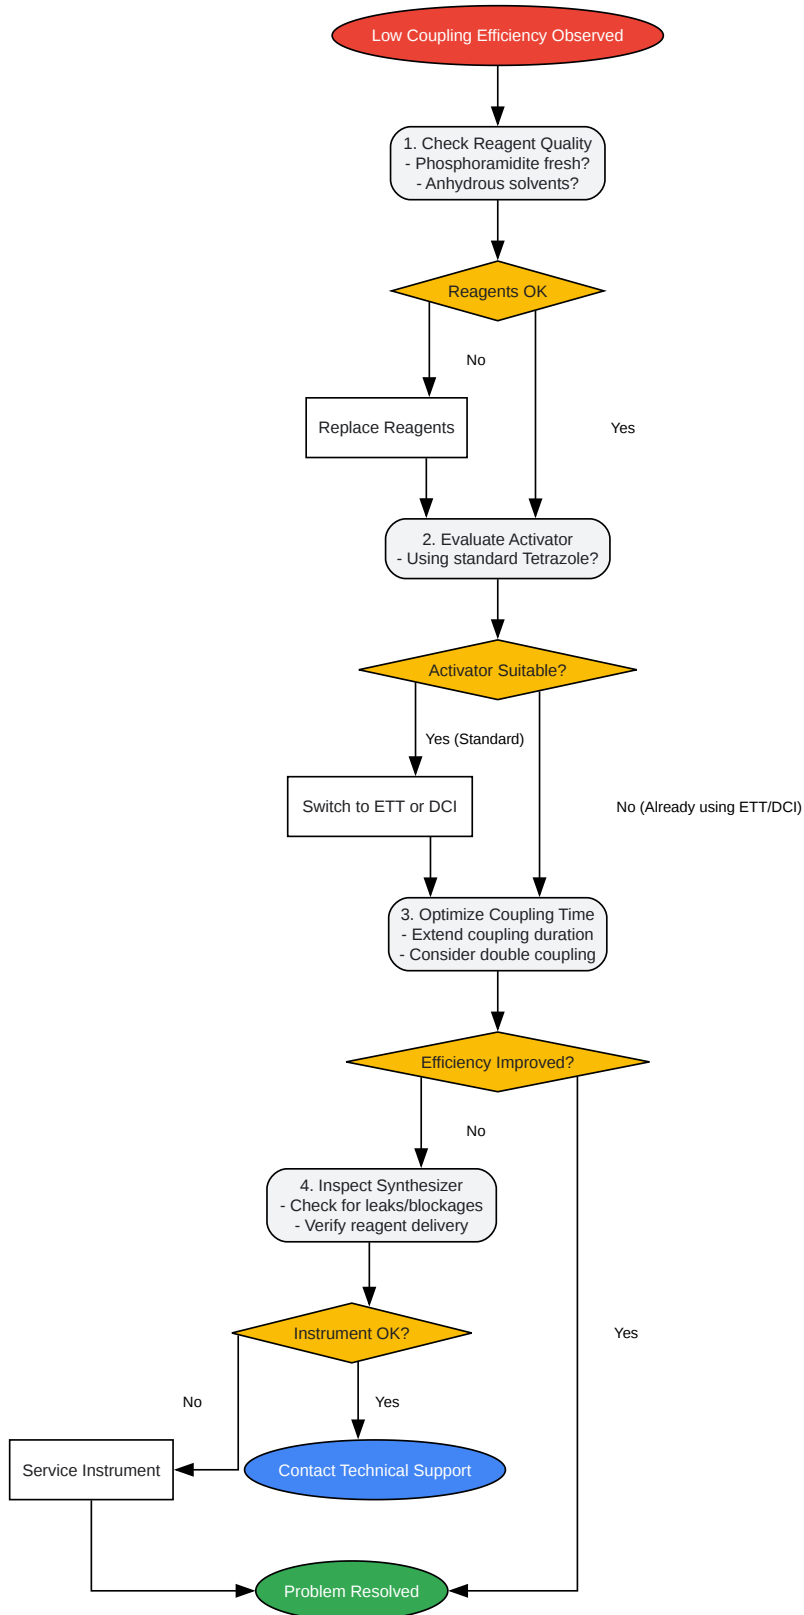 Low Coupling Efficiency Observed
1. Check Reagent Quality
- Phosphoramidite fresh?
- Anhydrous solvents?
Reagents OK
No
Replace Reagents
Yes
2. Evaluate Activator
- Using standard Tetrazole?
Activator Suitable?
Yes (Standard)
Switch to ETT or DCI
No (Already using ETT/DCI)
3. Optimize Coupling Time
- Extend coupling duration
- Consider double coupling
Efficiency Improved?
No
4. Inspect Synthesizer
- Check for leaks/blockages
- Verify reagent delivery
Instrument OK?
Yes
No
Yes
Service Instrument
Contact Technical Support
Problem Resolved